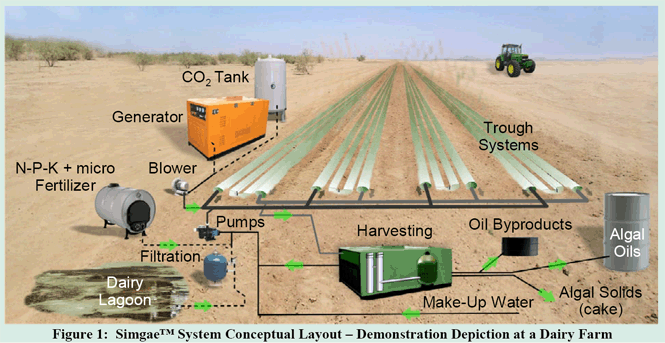 CO2 Tank
Generator
Trough
Systems
N-P-K + micro
Fertilizer
Blower
Pumps
Harvesting
Oil Byproducts
Algal
Oils
Filtration
Dairy
Lagoon
Make-Up Water
Algal Solids
(cake)
Figure 1: Simgae™ System Conceptual Layout – Demonstration Depiction at a Dairy Farm